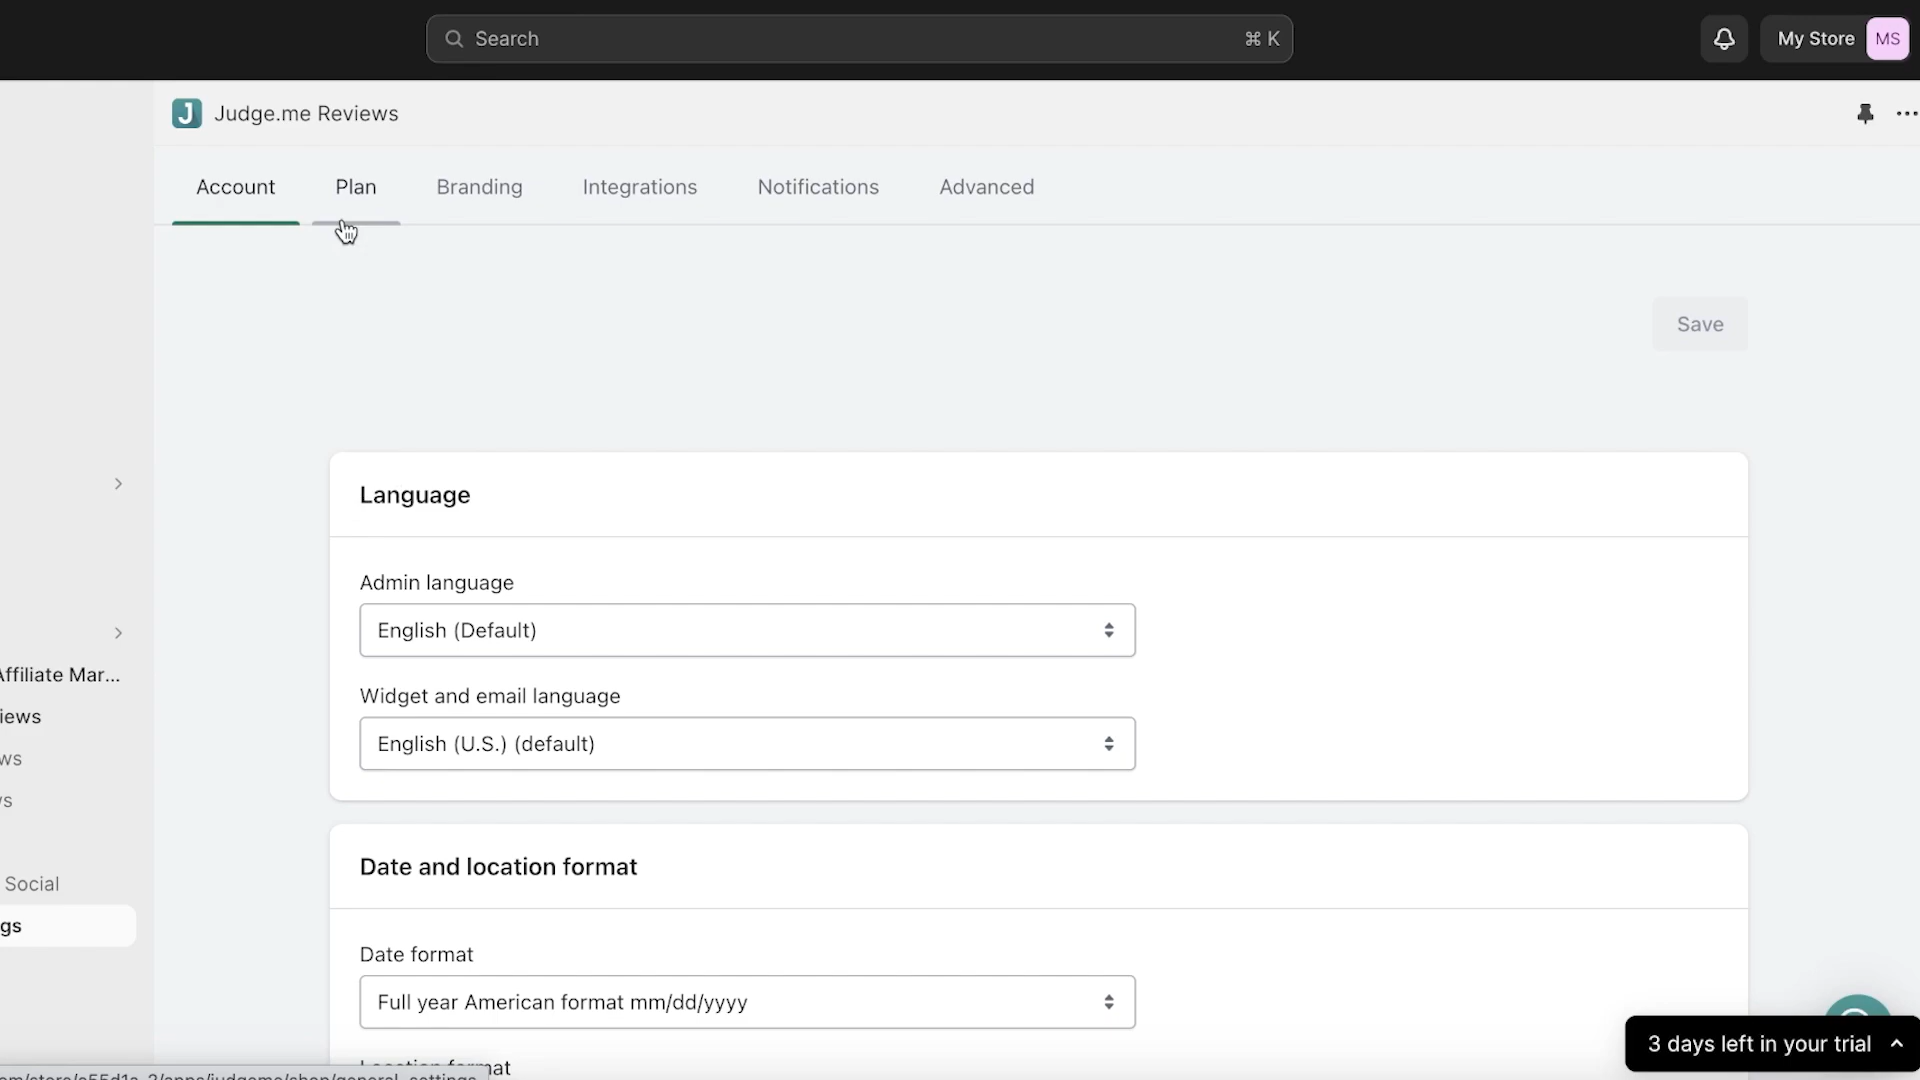 Search
⌘ K
My Store
MS
J
Judge.me Reviews
Account
Plan
Branding
Integrations
Notifications
Advanced
Save
Language
Admin language
English (Default)
Widget and email language
English (U.S.) (default)
Affiliate Mar...
iews
ws
/s
Social
gs
Date and location format
Date format
Full year American format mm/dd/yyyy
3 days left in your trial